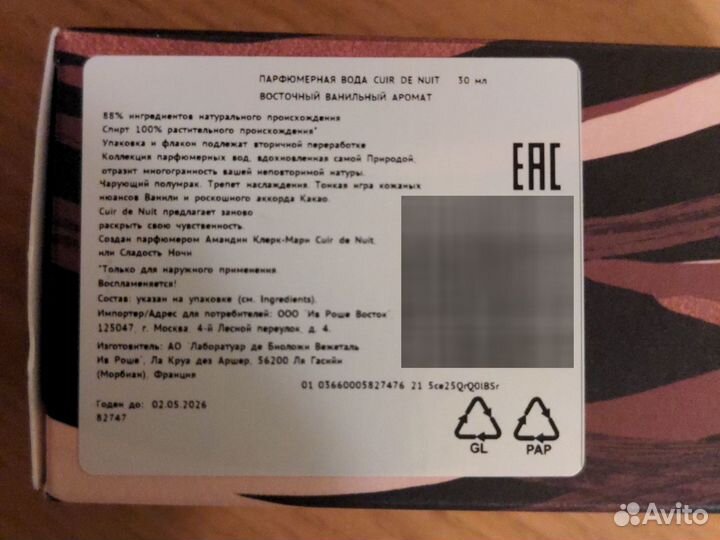 ПАРФЮМЕРНАЯ ВОДА CUIR DE NUIT 30 мл
ВОСТОЧНЫЙ ВАНИЛЬНЫЙ АРОМАТ
88% ингредиентов натурального происхождения
Спирт 100% растительного происхождения*
Упаковка и флакон подлежат вторичной переработке
Коллекция парфюмерных вод, вдохновленная самой Природой,
отразит многогранность вашей неповторимой натуры.
Чарующий полумрак. Трепет наслаждения. Тонкая игра кожаных
нюансов Ванили и роскошного аккорда Какао.
Cuir de Nuit предлагает заново
раскрыть свою чувственность.
Создан парфюмером Амандин Клерк-Мари Cuir de Nuit,
или Сладость Ночи
*Только для наружного применения
Воспламеняется!
Состав: указан на упаковке (см. Ingredients).
Импортер/Адрес для потребителей: ООО "Ив Роше Восток",
125047, г. Москва, 4-й Лесной переулок, д. 4.
Изготовитель: АО "Лаборатуар де Биоложи Вежеталь
Ив Роше", Ла Круа дез Аршер, 56200 Ля Гасийи
(Морбиан), Франция
EAC
01 03660005827476 21 5ce25QrQ0lB5r
Годен до: 02.05.2026
82747
GL PAP
Avito